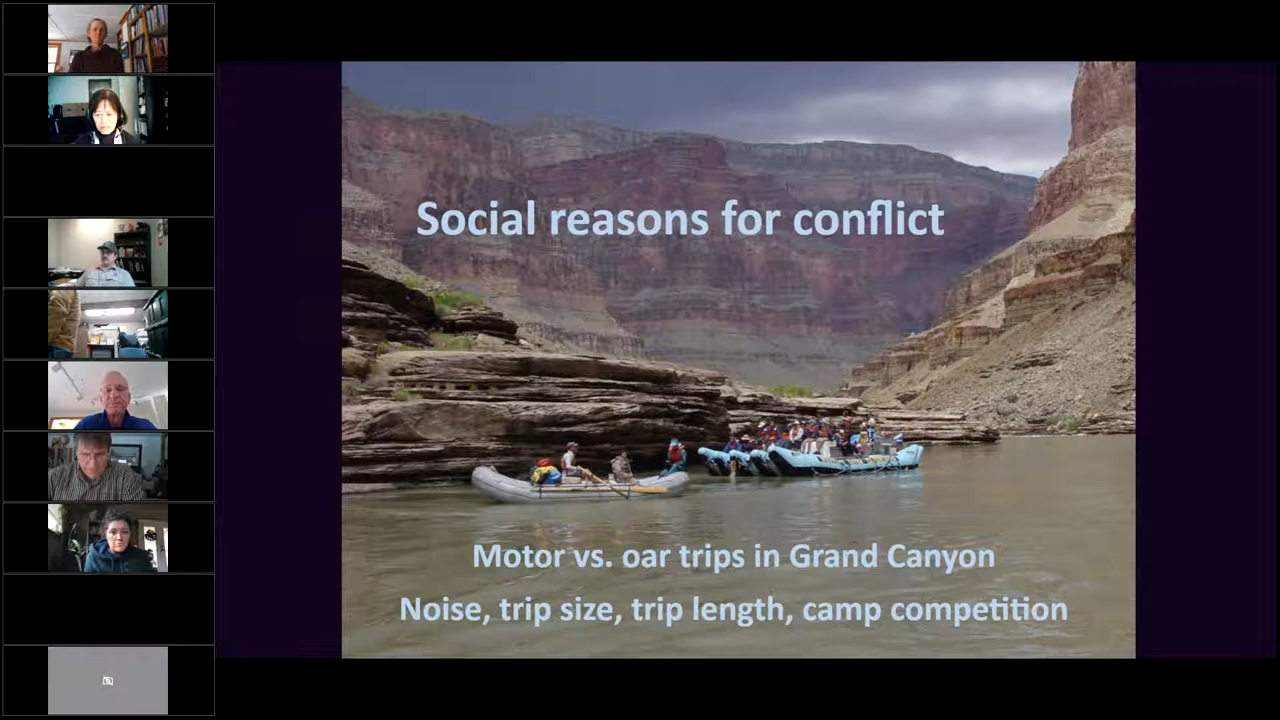 Social reasons for conflict
Motor vs. oar trips in Grand Canyon
Noise, trip size, trip length, camp competition